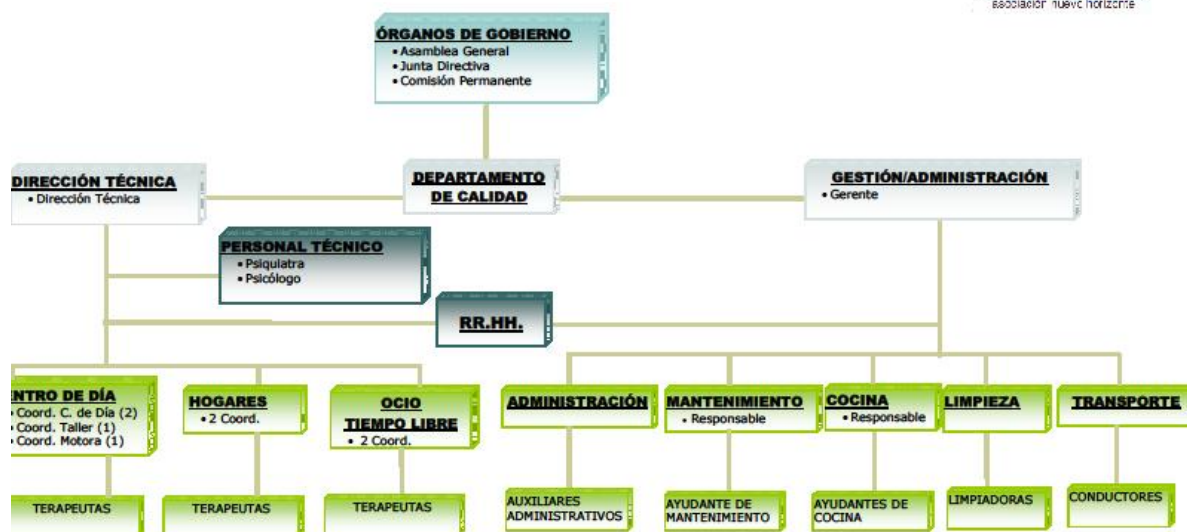 asociación nuevo horizonte
ÓRGANOS DE GOBIERNO
• Asamblea General
• Junta Directiva
• Comisión Permanente
DIRECCIÓN TÉCNICA
• Dirección Técnica
DEPARTAMENTO
DE CALIDAD
GESTIÓN/ADMINISTRACIÓN
• Gerente
PERSONAL TÉCNICO
• Psiquiatra
• Psicólogo
RR.HH.
ENTRO DE DÍA
• Coord. C. de Día (2)
• Coord. Taller (1)
• Coord. Motora (1)
HOGARES
• 2 Coord.
OCIO
TIEMPO LIBRE
• 2 Coord.
ADMINISTRACIÓN
MANTENIMIENTO
• Responsable
COCINA
• Responsable
LIMPIEZA
TRANSPORTE
TERAPEUTAS
TERAPEUTAS
TERAPEUTAS
AUXILIARES
ADMINISTRATIVOS
AYUDANTE DE
MANTENIMIENTO
AYUDANTES DE
COCINA
LIMPIADORAS
CONDUCTORES